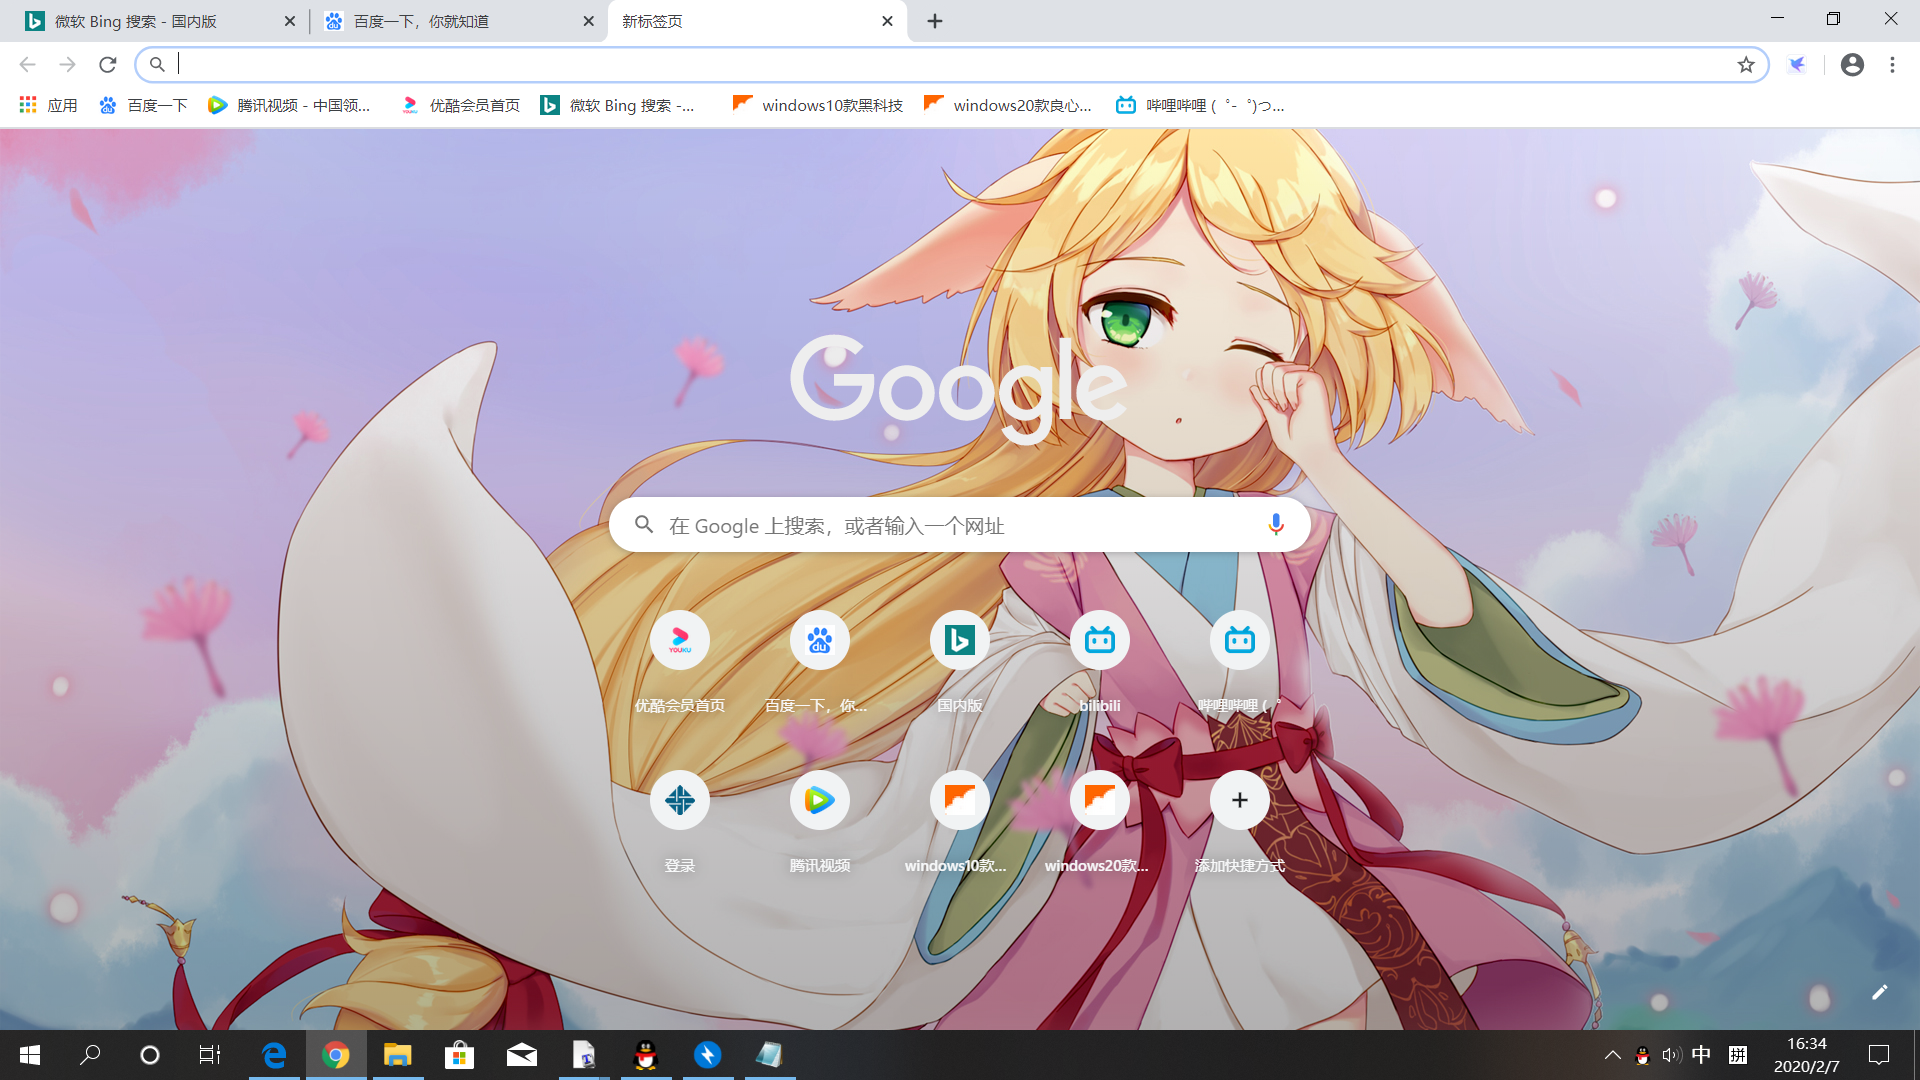 微软 Bing 搜索 - 国内版
百度一下，你就知道
新标签页
应用
百度一下
腾讯视频 - 中国领...
YOUKU
优酷会员首页
微软 Bing 搜索 -...
windows10款黑科技
windows20款良心...
哔哩哔哩 ( ゜- ゜)つ...
Google
在 Google 上搜索，或者输入一个网址
YOUKU
du
优酷会员首页
百度一下，你...
国内版
bilibili
哔哩哔哩 ( ゜
登录
腾讯视频
windows10款...
windows20款...
添加快捷方式
中
拼
16:34
2020/2/7